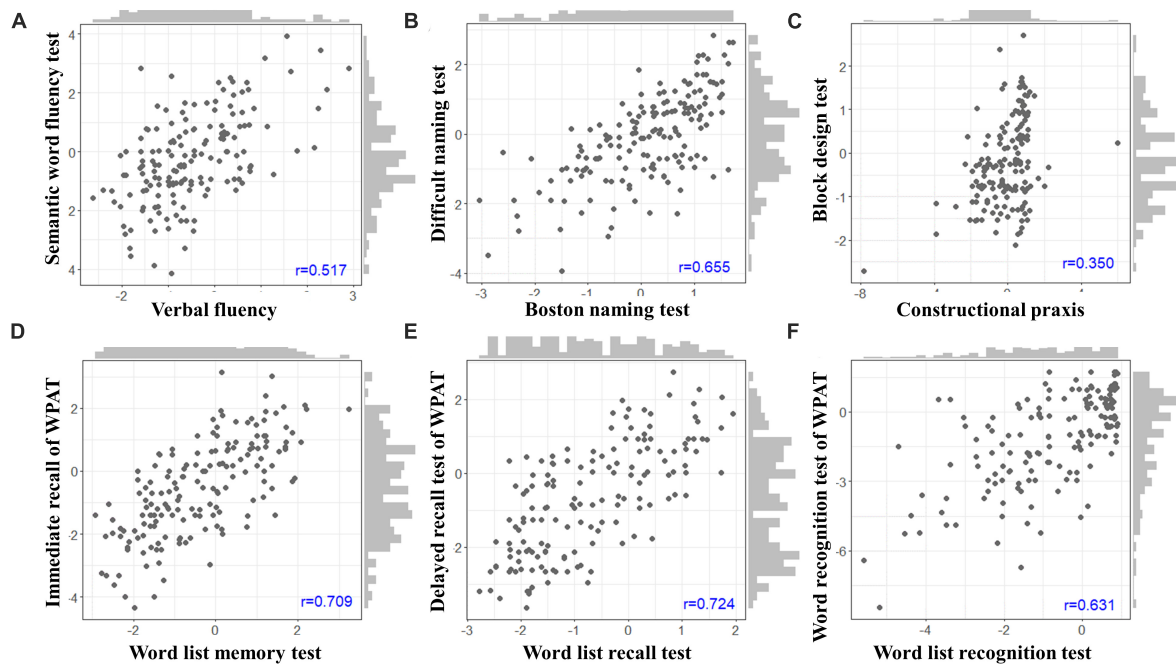 A
Semantic word fluency test
4
2
0
2
4
r=0.517
-2
0
3
Verbal fluency
B
Difficult naming test
2
0
2
-4
r=0.655
-3
-2
-1
0
1
Boston naming test
C
Block design test
2
1
0
-1
-2
r=0.350
-8
-4
0
4
Constructional praxis
D
Immediate recall of WPAT
2
0
-2
-4
r=0.709
-2
0
2
Word list memory test
E
Delayed recall test of WPAT
2
0
-2
r=0.724
-3
-2
-1
0
1
2
Word list recall test
F
Word recognition test of WPAT
0
-3
-6
r=0.631
-4
-2
0
Word list recognition test